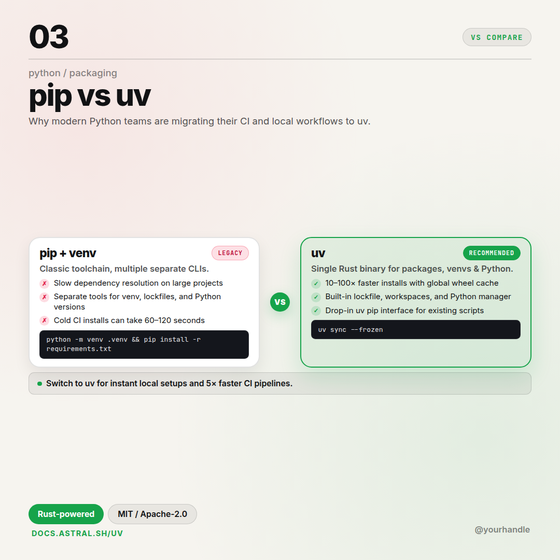 03
VS COMPARE
python / packaging
pip vs uv
Why modern Python teams are migrating their CI and local workflows to uv.
pip + venv
LEGACY
Classic toolchain, multiple separate CLIs.
✗ Slow dependency resolution on large projects
✗ Separate tools for venv, lockfiles, and Python
versions
✗ Cold CI installs can take 60–120 seconds
python -m venv .venv && pip install -r
requirements.txt
VS
uv
RECOMMENDED
Single Rust binary for packages, venvs & Python.
✓ 10–100× faster installs with global wheel cache
✓ Built-in lockfile, workspaces, and Python manager
✓ Drop-in uv pip interface for existing scripts
uv sync --frozen
Switch to uv for instant local setups and 5× faster CI pipelines.
Rust-powered
MIT / Apache-2.0
DOCS.ASTRAL.SH/UV
@yourhandle